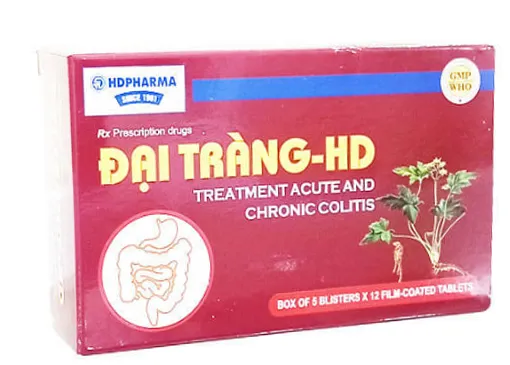 HDPHARMA
SINCE 1961
GMP
WHO
Rx Prescription drugs
ĐẠI TRÀNG-HD
TREATMENT ACUTE AND
CHRONIC COLITIS
BOX OF 5 BLISTERS X 12 FILM-COATED TABLETS